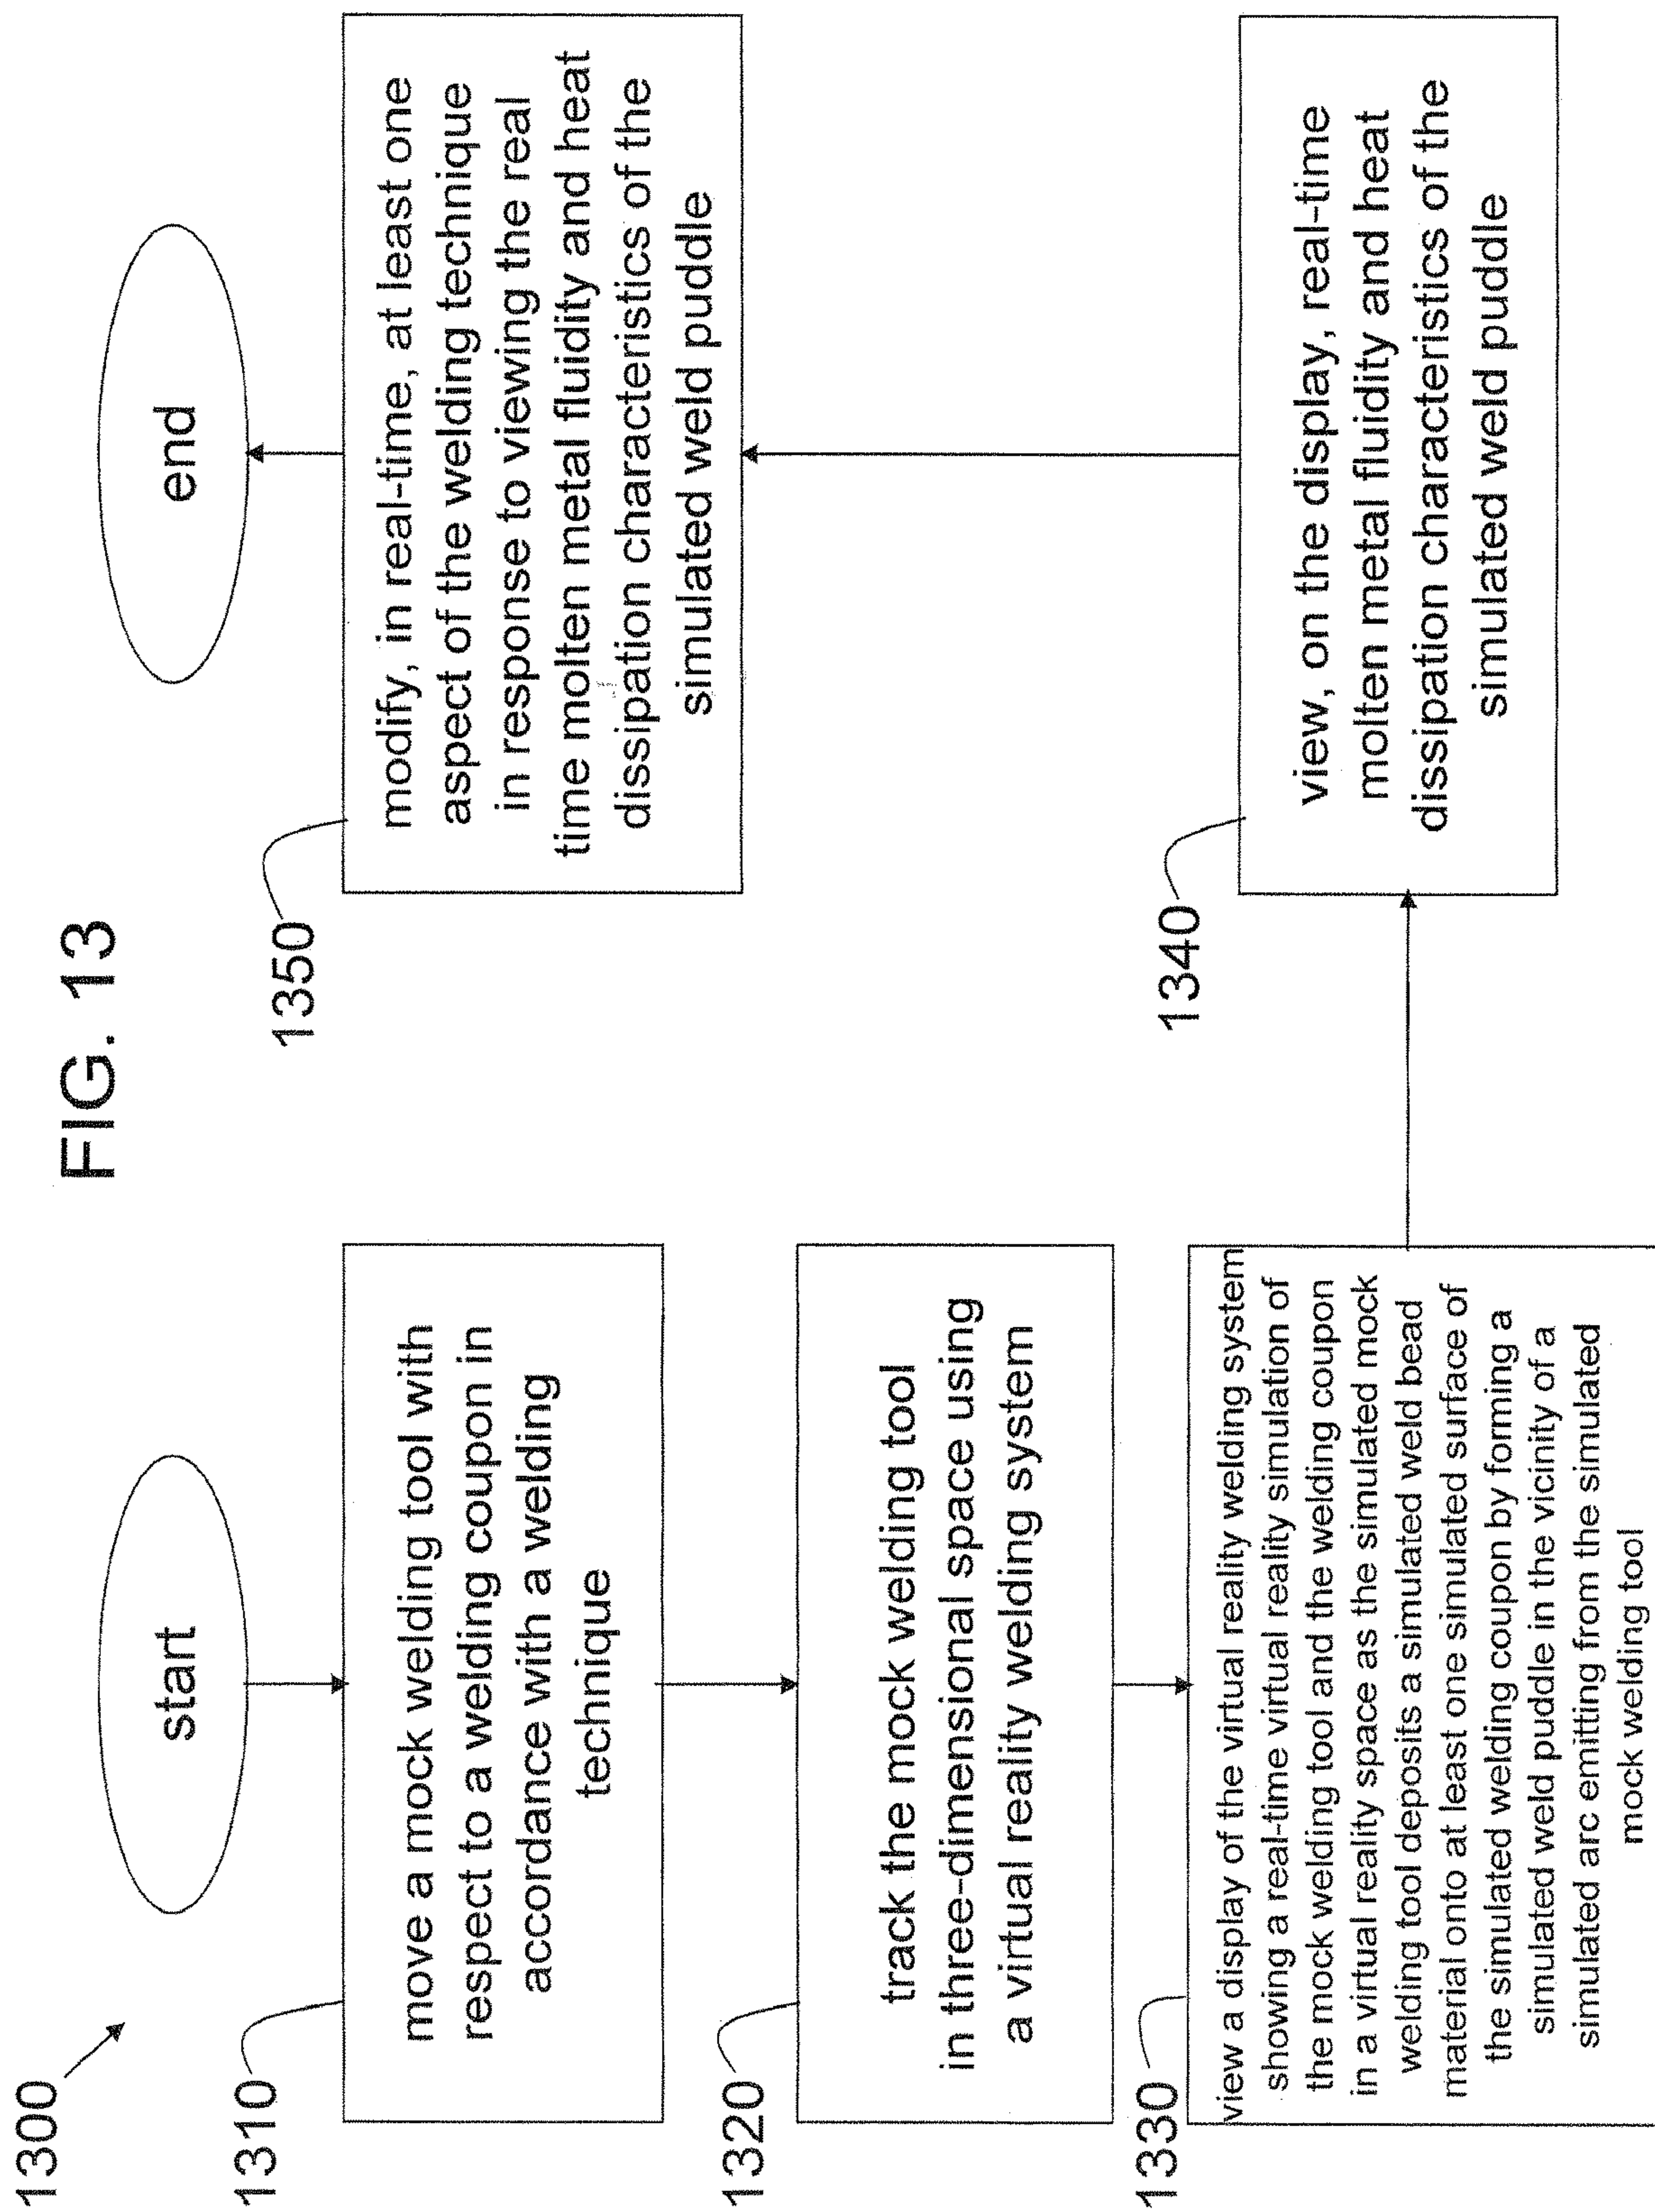 FIG. 13
1300
start
1310
move a mock welding tool with
respect to a welding coupon in
accordance with a welding
technique
1320
track the mock welding tool
in three-dimensional space using
a virtual reality welding system
1330
view a display of the virtual reality welding system
showing a real-time virtual reality simulation of
the mock welding tool and the welding coupon
in a virtual reality space as the simulated mock
welding tool deposits a simulated weld bead
material onto at least one simulated surface of
the simulated welding coupon by forming a
simulated weld puddle in the vicinity of a
simulated arc emitting from the simulated
mock welding tool
1340
view, on the display, real-time
molten metal fluidity and heat
dissipation characteristics of the
simulated weld puddle
1350
modify, in real-time, at least one
aspect of the welding technique
in response to viewing the real
time molten metal fluidity and heat
dissipation characteristics of the
simulated weld puddle
end